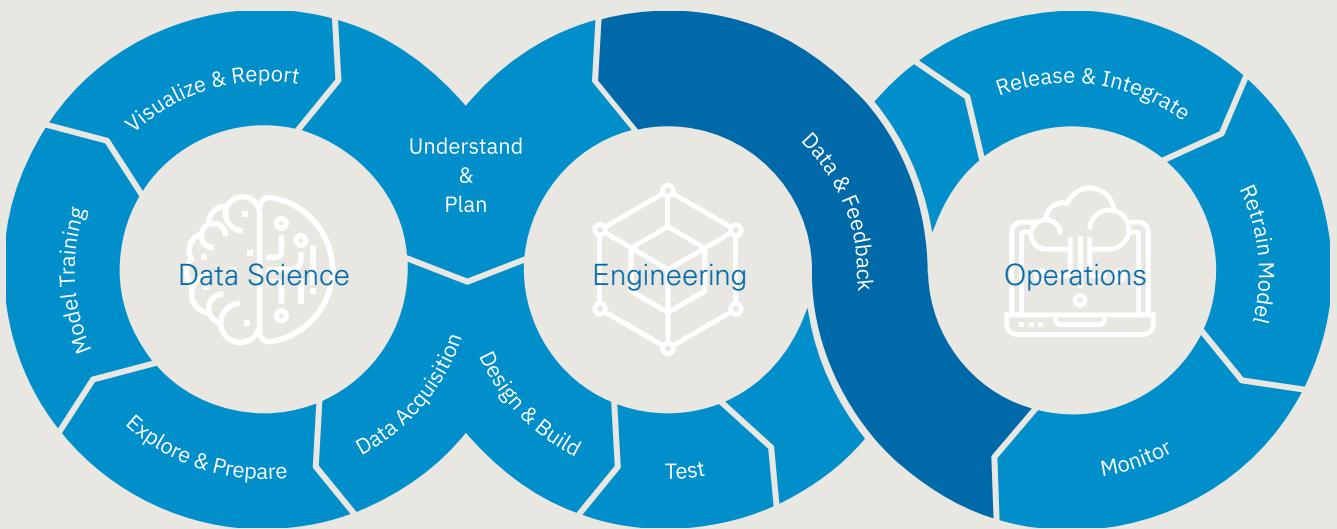 Visualize & Report
Understand
&
Plan
Data & Feedback
Release & Integrate
Model Training
Data Science
Engineering
Operations
Retrain Model
Explore & Prepare
Data Acquisition
Design & Build
Test
Monitor